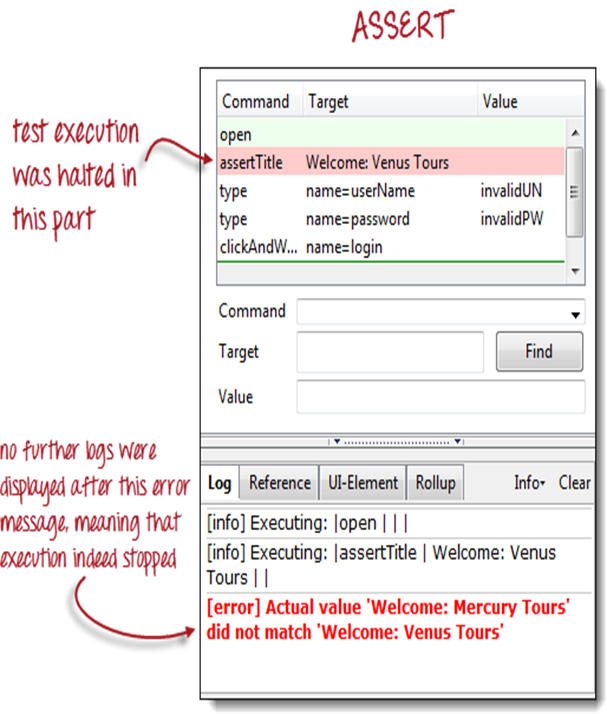 ASSERT
test execution
was halted in
this part
Command Target Value
open
assertTitle Welcome: Venus Tours
type name=userName invalidUN
type name=password invalidPW
clickAndW... name=login
Command
Target Find
Value
no further logs were
displayed after this error
message, meaning that
execution indeed stopped
Log Reference UI-Element Rollup Info Clear
[info] Executing: |open | | |
[info] Executing: |assertTitle | Welcome: Venus
Tours | |
[error] Actual value 'Welcome: Mercury Tours'
did not match 'Welcome: Venus Tours'